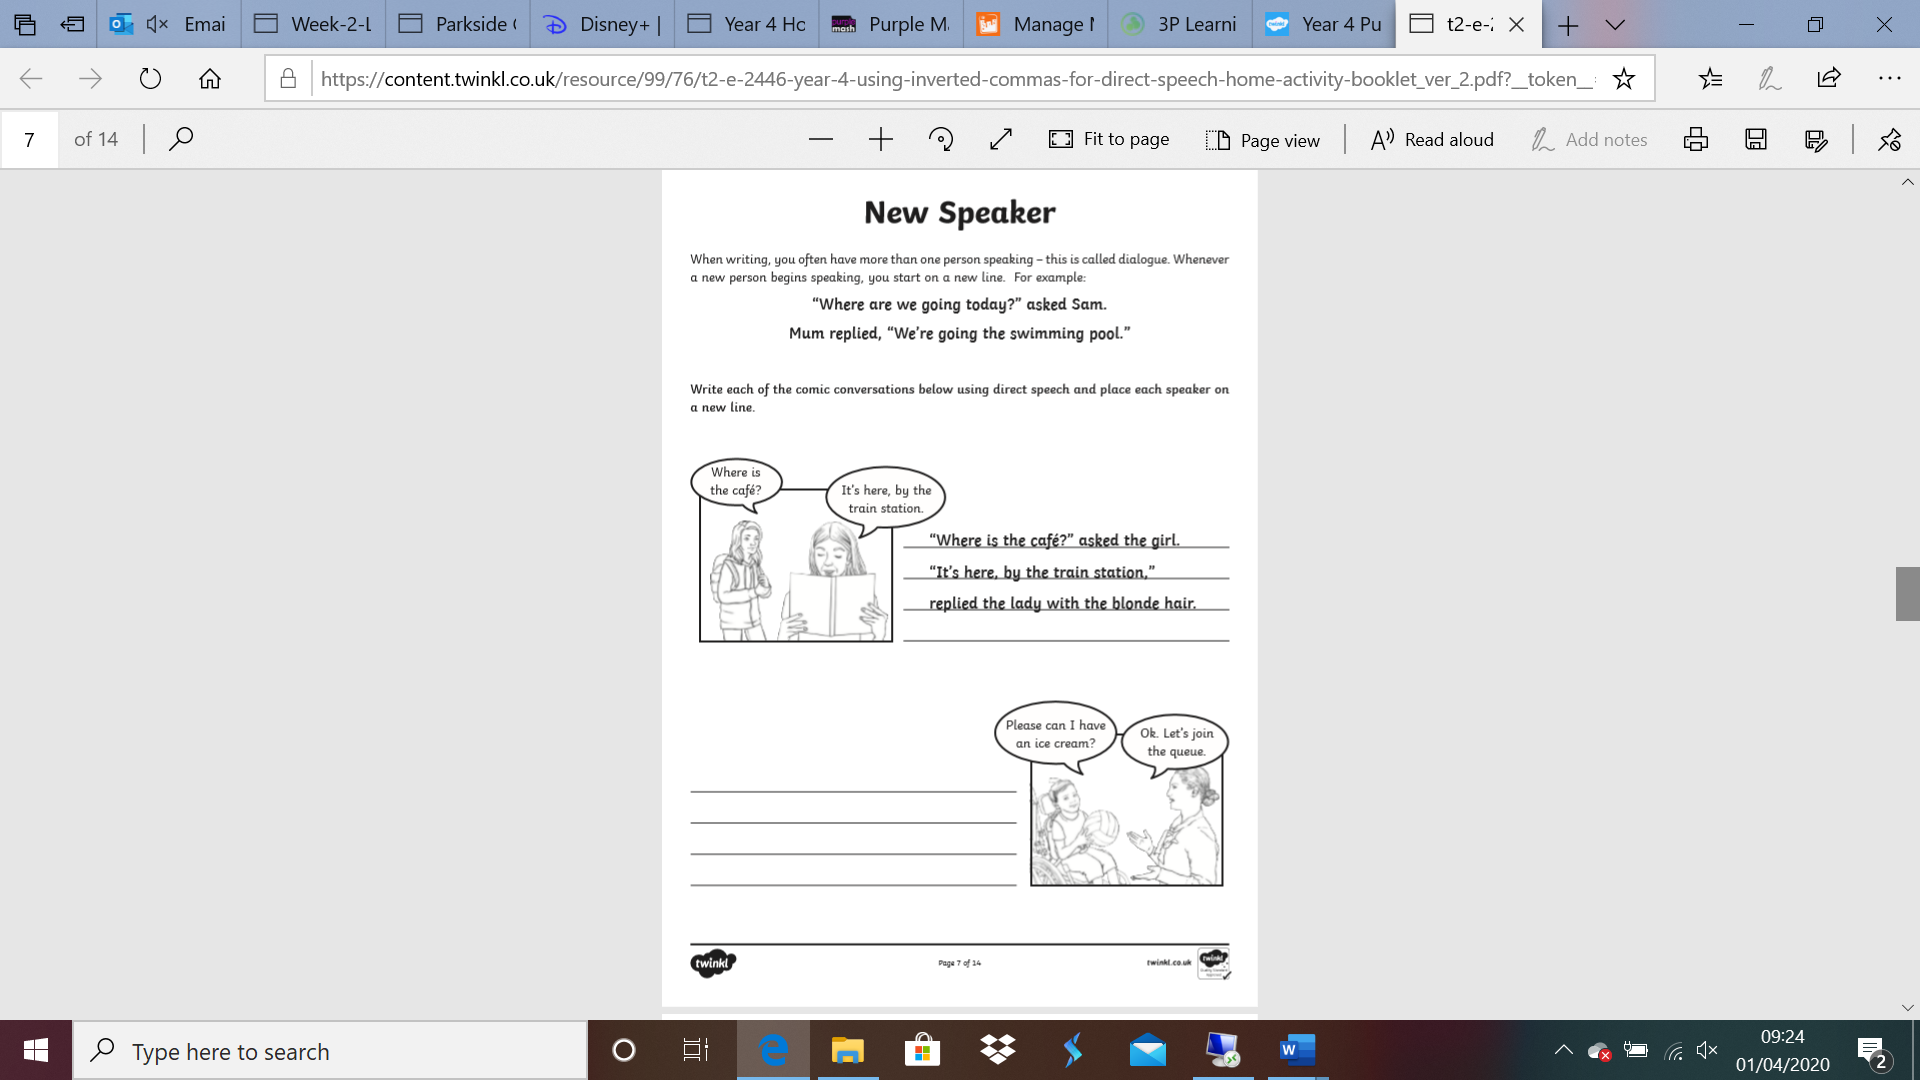 Emai
Week-2-L
Parkside
Disney+ |
Year 4 Ho
Purple Ma
Manage
3P Learni
Year 4 Pu
t2-e-2
https://content.twinkl.co.uk/resource/99/76/t2-e-2446-year-4-using-inverted-commas-for-direct-speech-home-activity-booklet_ver_2.pdf?__token__
7 of 14
Fit to page
Page view
Read aloud
Add notes
New Speaker
When writing, you often have more than one person speaking – this is called dialogue. Whenever
a new person begins speaking, you start on a new line. For example:
“Where are we going today?” asked Sam.
Mum replied, “We’re going the swimming pool.”
Write each of the comic conversations below using direct speech and place each speaker on
a new line.
Where is
the café?
It's here, by the
train station.
“Where is the café?” asked the girl.
“It’s here, by the train station,”
replied the lady with the blonde hair.
Please can I have
an ice cream?
Ok. Let's join
the queue.
twinkl
Page 7 of 14
twinkl.co.uk
twinkl
Type here to search
09:24
01/04/2020
2